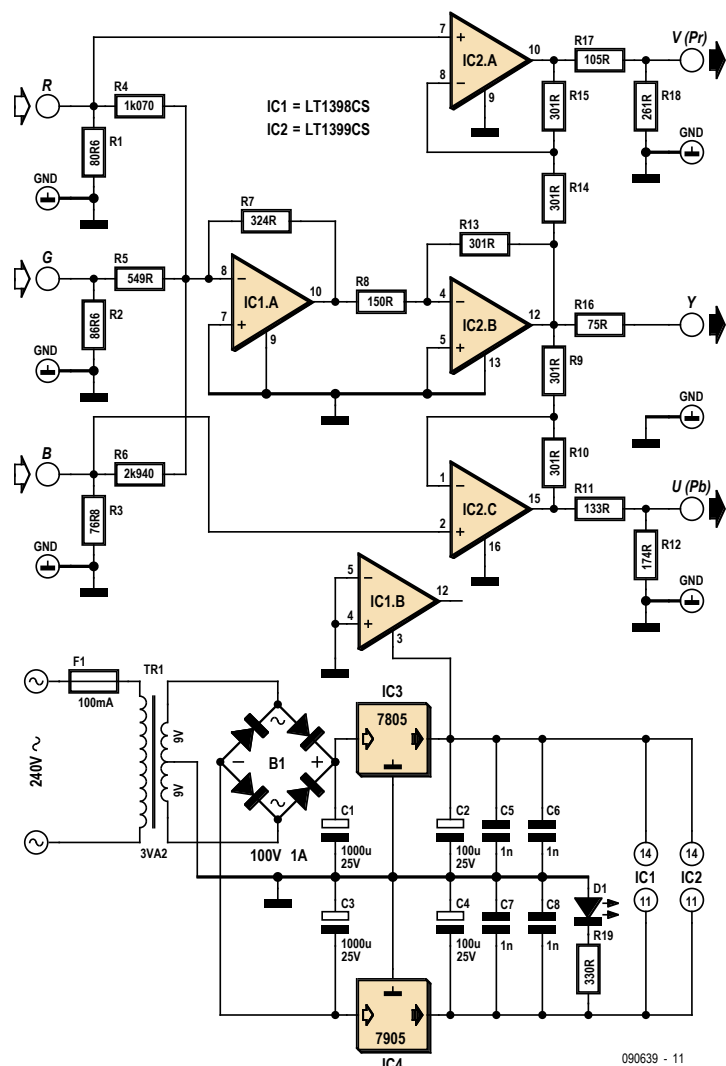 7
+
IC2.A
10
R17
105R
V (Pr)
8
−
9
R
R4
1k070
IC1 = LT1398CS
IC2 = LT1399CS
R15
301R
R18
261R
R1
80R6
GND
GND
R14
301R
R7
324R
R13
301R
G
R5
549R
8
−
IC1.A
10
R8
150R
4
−
IC2.B
12
R16
75R
Y
7
+
9
5
+
13
R2
86R6
GND
R9
301R
GND
B
R6
2k940
R10
301R
1
−
IC2.C
15
R11
133R
U (Pb)
2
+
16
R3
76R8
GND
R12
174R
GND
5
−
IC1.B
12
4
+
3
F1
100mA
TR1
IC3
7805
240V ~
9V
9V
~
−
B1
+
~
3VA2
100V 1A
C1
1000u
25V
C2
100u
25V
C5
1n
C6
1n
14
14
IC1
IC2
11
11
C3
1000u
25V
C4
100u
25V
C7
1n
C8
1n
D1
R19
330R
7905
IC4
090639 - 11